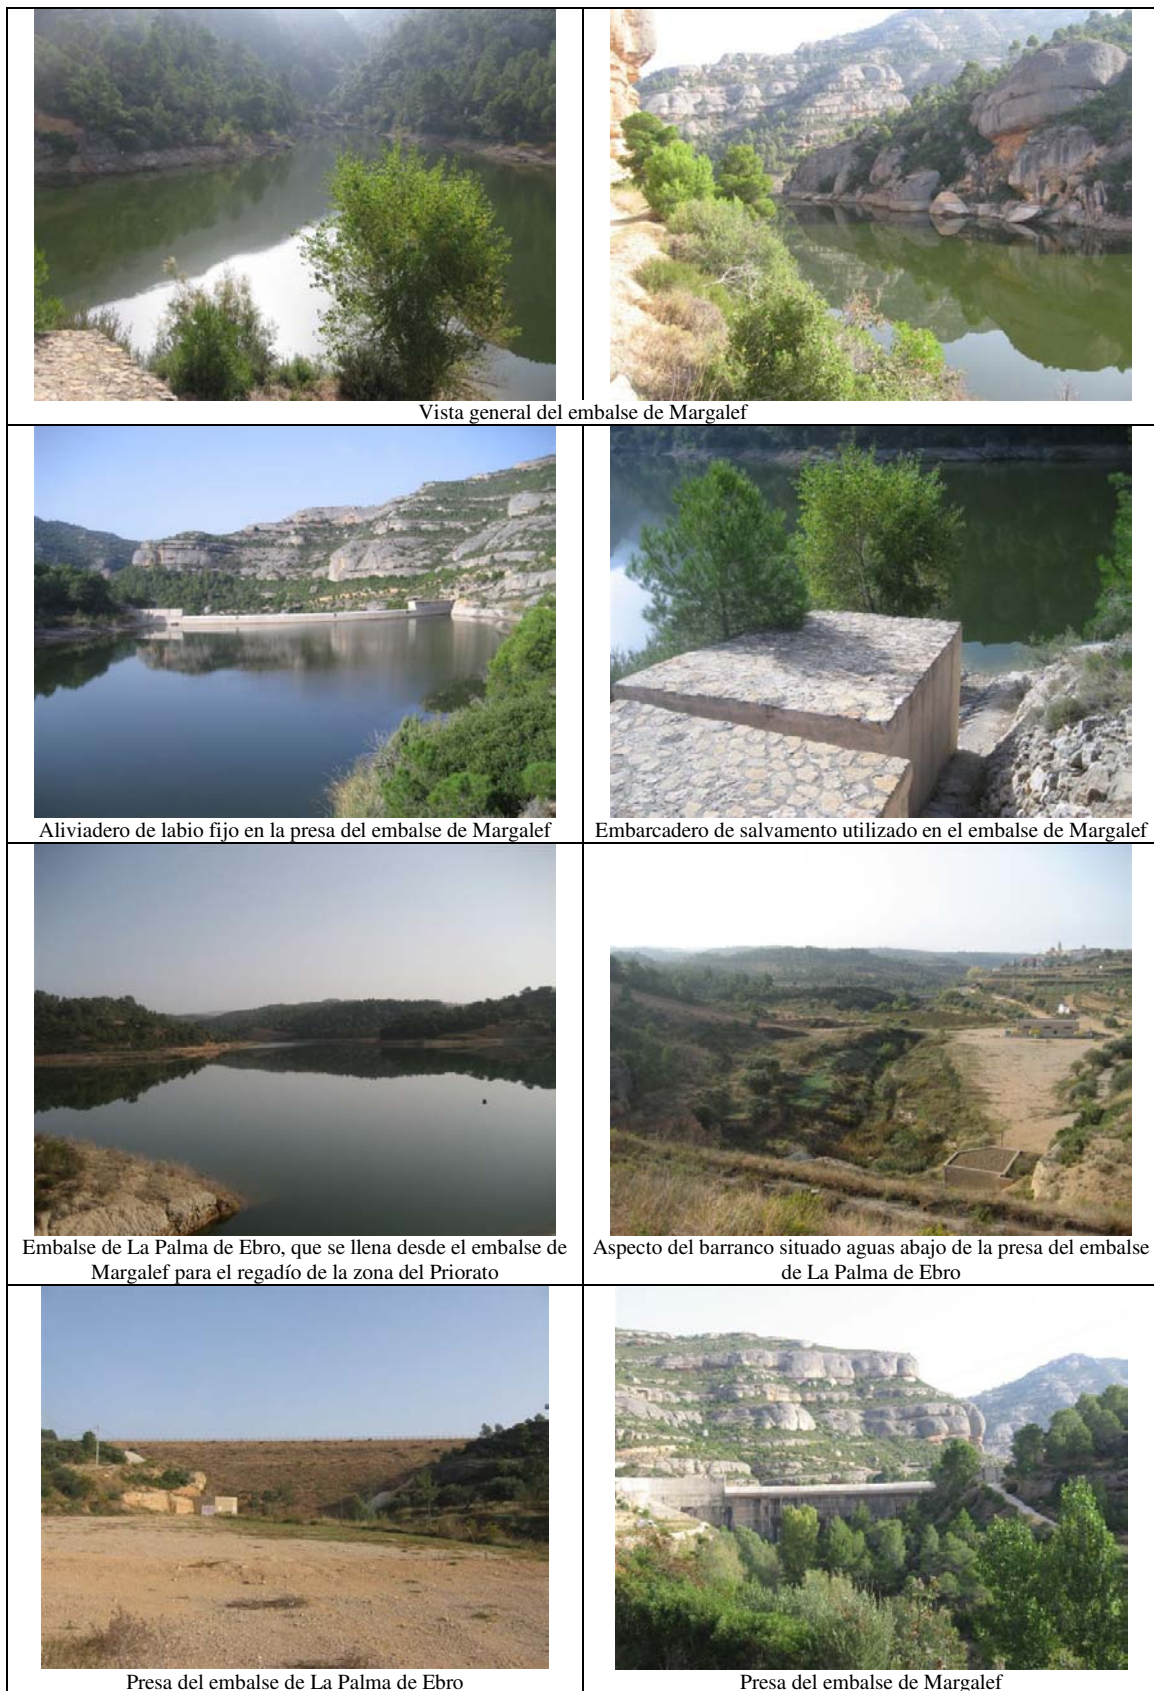 Vista general del embalse de Margalef
Aliviadero de labio fijo en la presa del embalse de Margalef
Embarcadero de salvamento utilizado en el embalse de Margalef
Embalse de La Palma de Ebro, que se llena desde el embalse de
Margalef para el regadío de la zona del Priorato
Aspecto del barranco situado aguas abajo de la presa del embalse
de La Palma de Ebro
Presa del embalse de La Palma de Ebro
Presa del embalse de Margalef